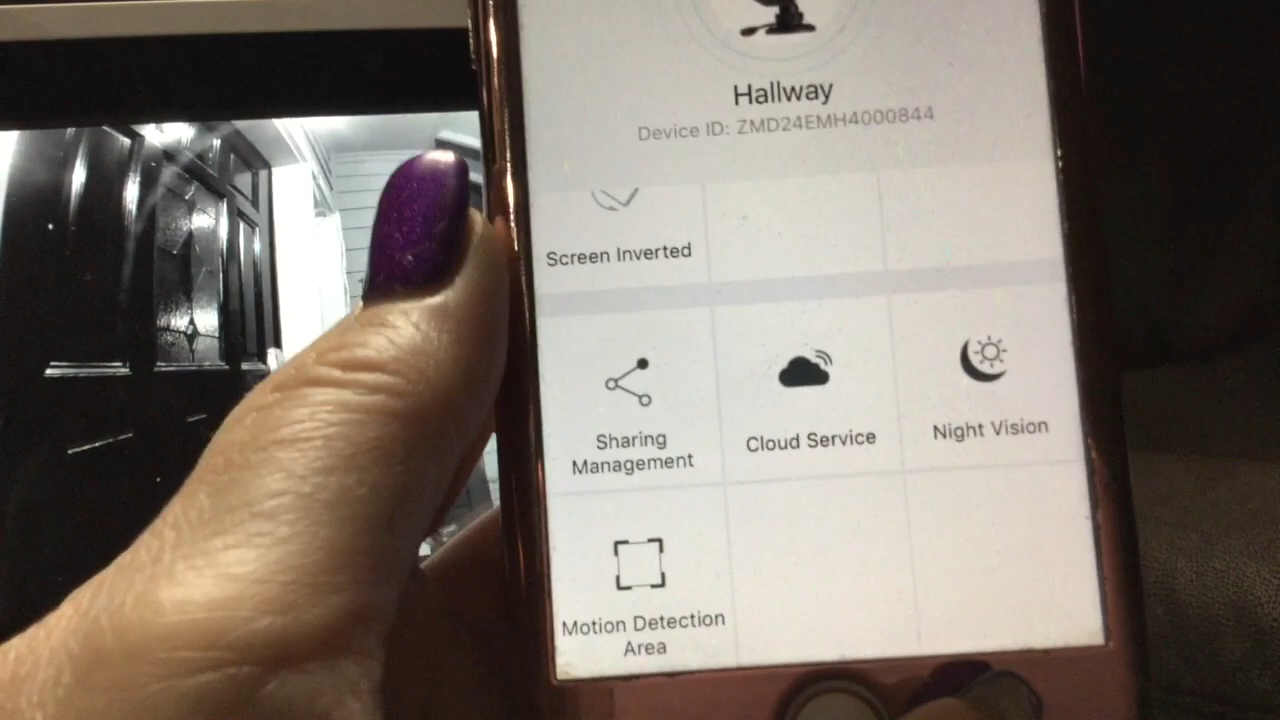 Hallway
Device ID: ZMD24EMH4000844
Screen Inverted
Sharing
Management
Cloud Service
Night Vision
Motion Detection
Area